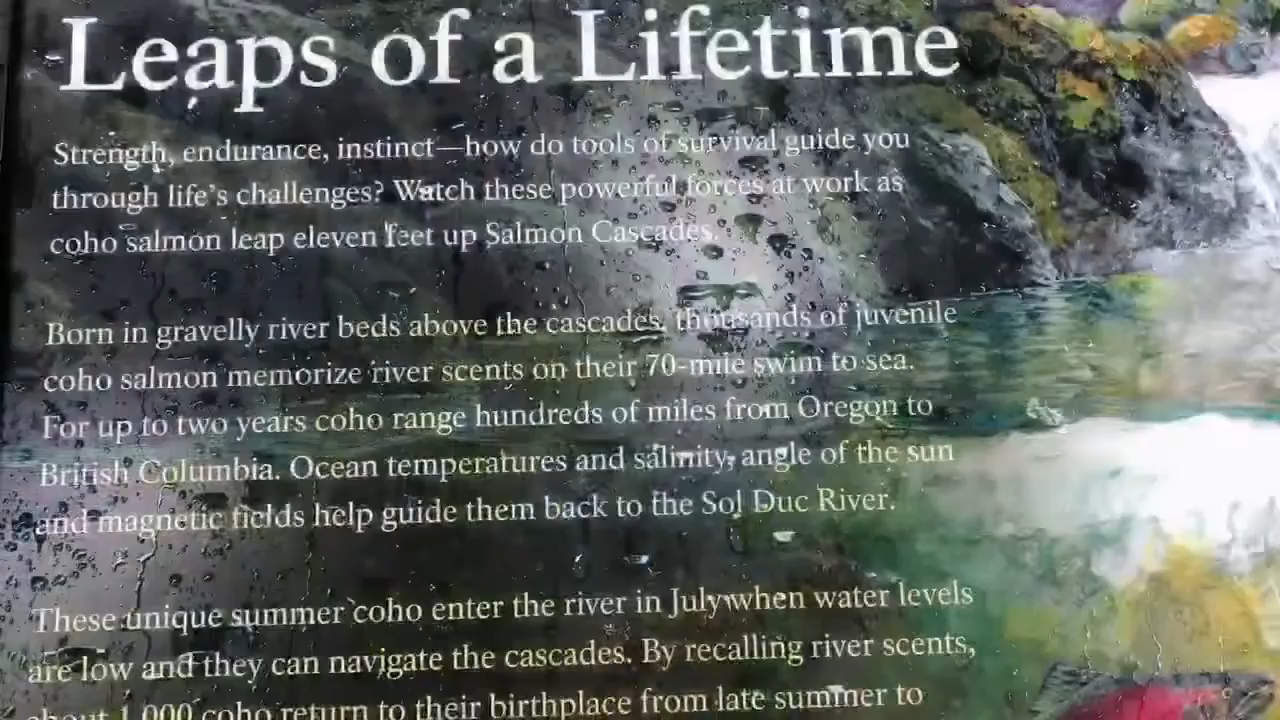 Leaps of a Lifetime
Strength, endurance, instinct—how do tools of survival guide you
through life's challenges? Watch these powerful forces at work as
coho salmon leap eleven feet up Salmon Cascades.
Born in gravelly river beds above the cascades, thousands of juvenile
coho salmon memorize river scents on their 70-mile swim to sea.
For up to two years coho range hundreds of miles from Oregon to
British Columbia. Ocean temperatures and salinity, angle of the sun
and magnetic fields help guide them back to the Sol Duc River.
These unique summer coho enter the river in July when water levels
are low and they can navigate the cascades. By recalling river scents,
about 1,000 coho return to their birthplace from late summer to